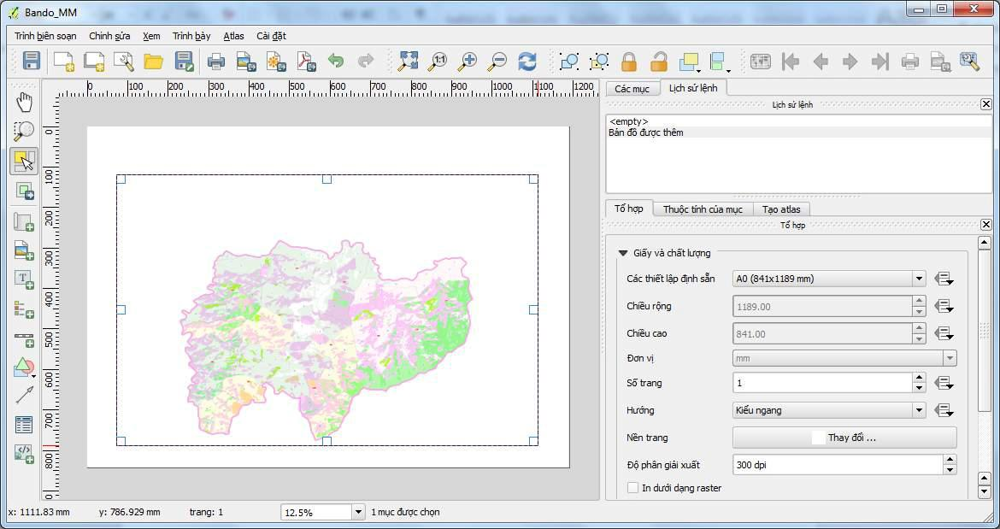 Bando_MM
Trình biên soạn Chỉnh sửa Xem Trình bày Atlas Cài đặt
1:1
0 100 200 300 400 500 600 700 800 900 1000 1100 1200
0
100
200
300
400
500
600
700
800
0
Các mục Lịch sử lệnh
Lịch sử lệnh
<empty>
Bản đồ được thêm
Tổ hợp Thuộc tính của mục Tạo atlas
Tổ hợp
Giấy và chất lượng
Các thiết lập định sẵn A0 (841x1189 mm)
Chiều rộng 1189.00
Chiều cao 841.00
Đơn vị mm
Số trang 1
Hướng Kiểu ngang
Nền trang Thay đổi ...
Độ phân giải xuất 300 dpi
In dưới dạng raster
x: 1111.83 mm y: 786.929 mm trang: 1 12,5% 1 mục được chọn